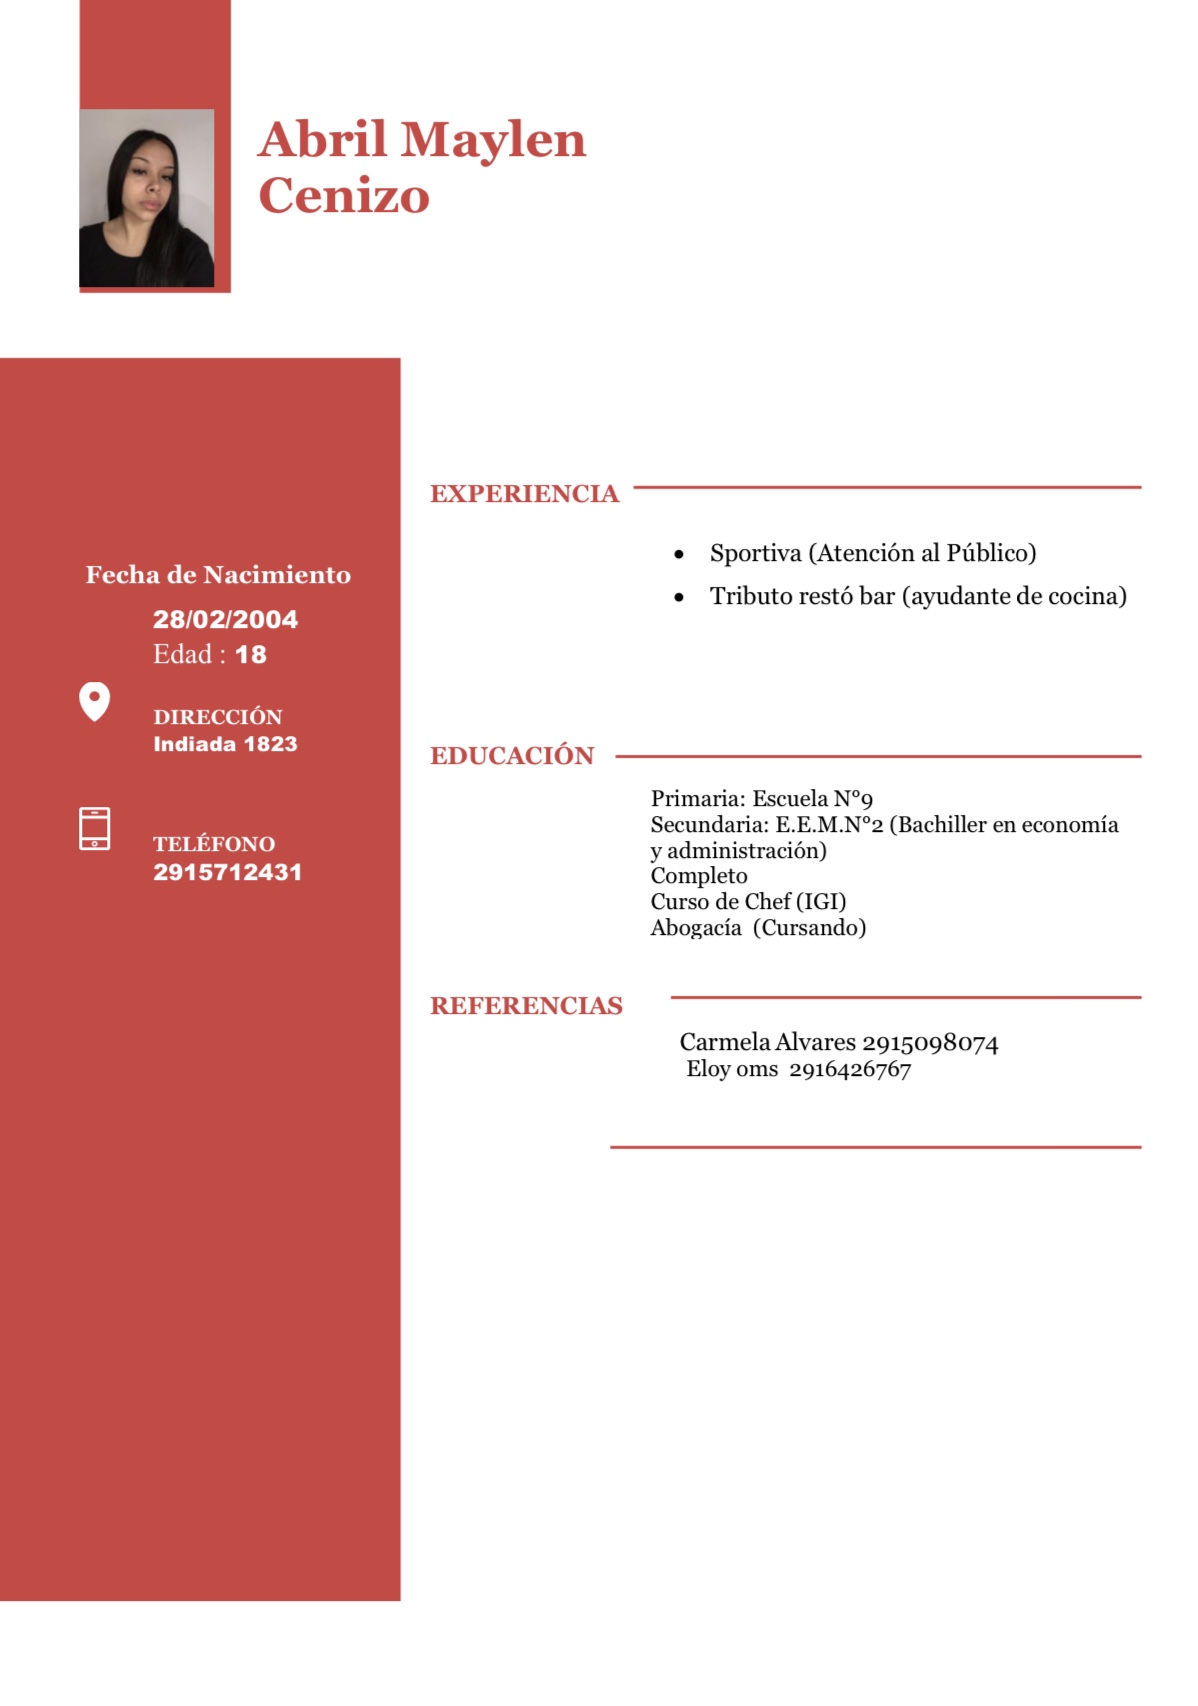 Abril Maylen
Cenizo
Fecha de Nacimiento
28/02/2004
Edad : 18
DIRECCIÓN
Indiada 1823
TELÉFONO
2915712431
EXPERIENCIA
• Sportiva (Atención al Público)
• Tributo restó bar (ayudante de cocina)
EDUCACIÓN
Primaria: Escuela N°9
Secundaria: E.E.M.N°2 (Bachiller en economía
y administración)
Completo
Curso de Chef (IGI)
Abogacía (Cursando)
REFERENCIAS
Carmela Alvares 2915098074
Eloy oms 2916426767